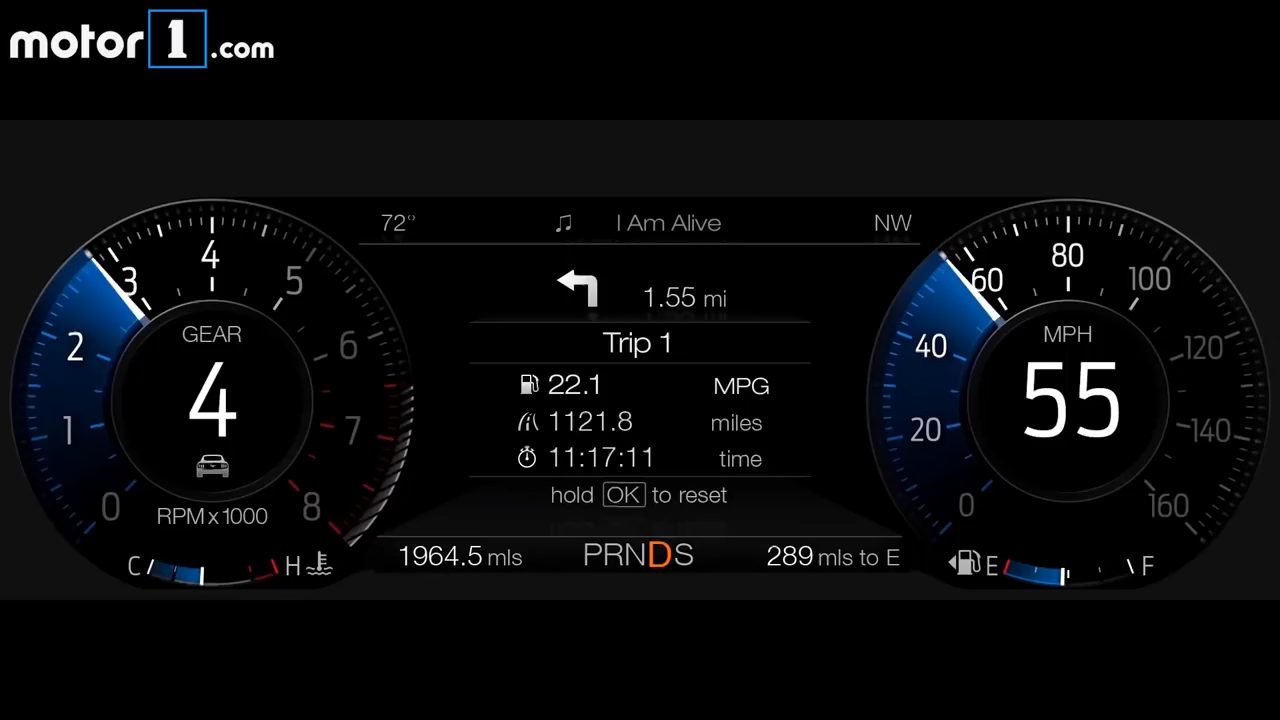 motor1.com
72° I Am Alive NW
1.55 mi
Trip 1
22.1 MPG
1121.8 miles
11:17:11 time
hold OK to reset
1964.5 mls PRNDS 289 mls to E
0 1 2 3 4 5 6 7 8
GEAR
4
RPM x 1000
C H
0 20 40 60 80 100 120 140 160
MPH
55
E F